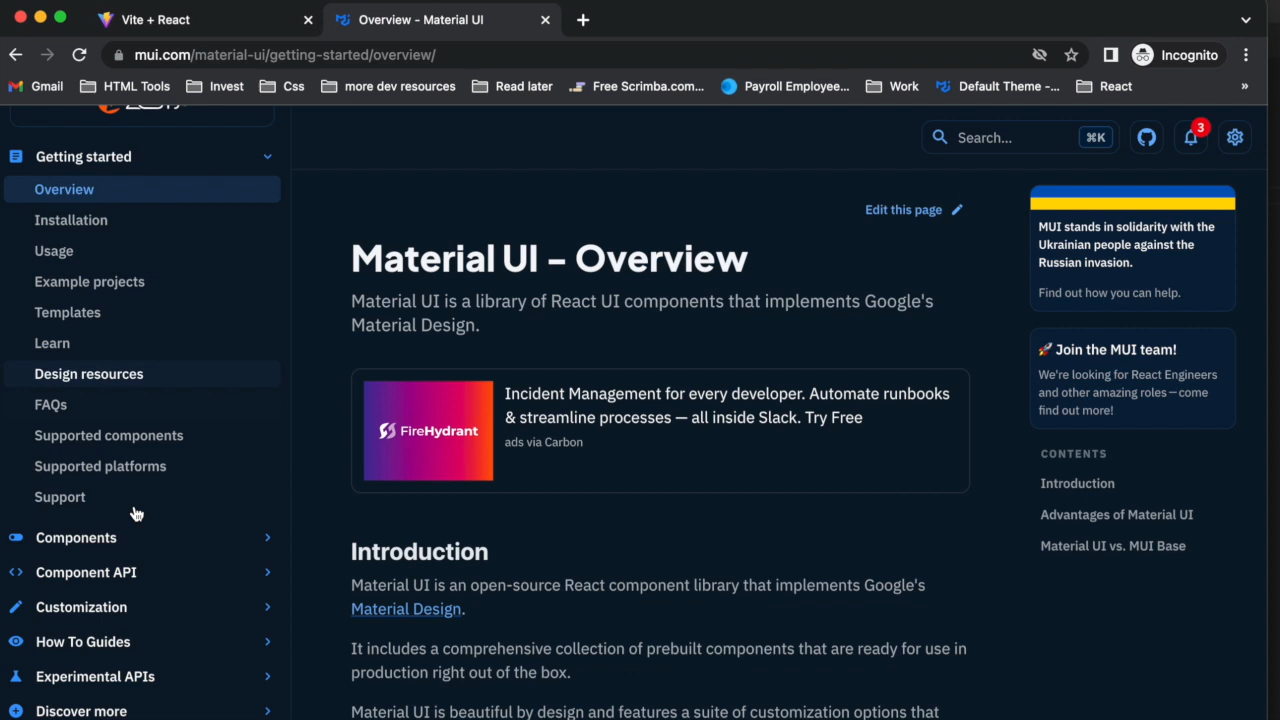 Vite + React
Overview - Material UI
mui.com/material-ui/getting-started/overview/
Incognito
Gmail
HTML Tools
Invest
Css
more dev resources
Read later
Free Scrimba.com...
Payroll Employee...
Work
Default Theme -...
React
»
Getting started
Overview
Installation
Usage
Example projects
Templates
Learn
Design resources
FAQs
Supported components
Supported platforms
Support
Components
Component API
Customization
How To Guides
Experimental APIs
Discover more
Search...
⌘K
3
Edit this page
Material UI – Overview
Material UI is a library of React UI components that implements Google's
Material Design.
FireHydrant
Incident Management for every developer. Automate runbooks
& streamline processes — all inside Slack. Try Free
ads via Carbon
Introduction
Material UI is an open-source React component library that implements Google's
Material Design.
It includes a comprehensive collection of prebuilt components that are ready for use in
production right out of the box.
Material UI is beautiful by design and features a suite of customization options that
MUI stands in solidarity with the
Ukrainian people against the
Russian invasion.
Find out how you can help.
🚀 Join the MUI team!
We're looking for React Engineers
and other amazing roles – come
find out more!
CONTENTS
Introduction
Advantages of Material UI
Material UI vs. MUI Base